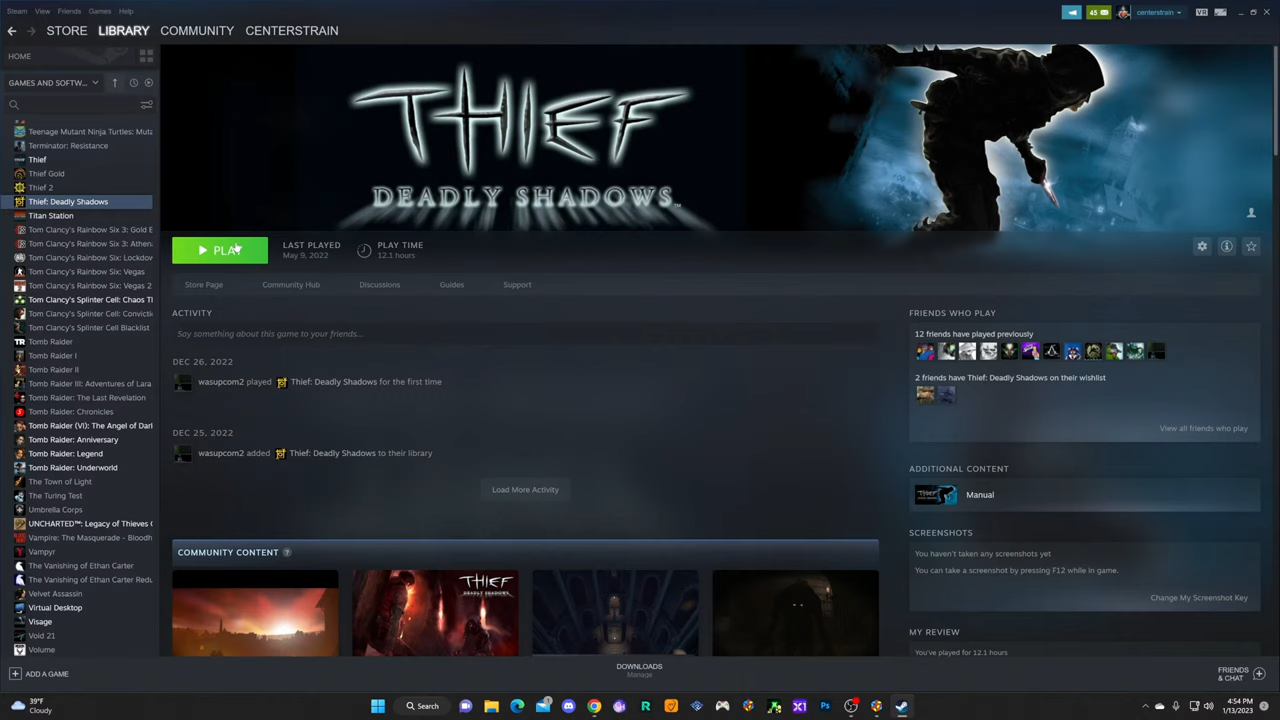 Steam View Friends Games Help
45 centerstrain VR
STORE LIBRARY COMMUNITY CENTERSTRAIN
HOME
GAMES AND SOFTW...
THIEF
DEADLY SHADOWS™
Teenage Mutant Ninja Turtles: Muta
Terminator: Resistance
Thief
Thief Gold
Thief 2
Thief: Deadly Shadows
Titan Station
Tom Clancy's Rainbow Six 3: Gold E
Tom Clancy's Rainbow Six 3: Athena
Tom Clancy's Rainbow Six: Lockdow
Tom Clancy's Rainbow Six: Vegas
Tom Clancy's Rainbow Six: Vegas 2
Tom Clancy's Splinter Cell: Chaos Tl
Tom Clancy's Splinter Cell: Convictio
Tom Clancy's Splinter Cell Blacklist
Tomb Raider
Tomb Raider I
Tomb Raider II
Tomb Raider III: Adventures of Lara
Tomb Raider: The Last Revelation
Tomb Raider: Chronicles
Tomb Raider (VI): The Angel of Dark
Tomb Raider: Anniversary
Tomb Raider: Legend
Tomb Raider: Underworld
The Town of Light
The Turing Test
Umbrella Corps
UNCHARTED™: Legacy of Thieves C
Vampire: The Masquerade - Bloodh
Vampyr
The Vanishing of Ethan Carter
The Vanishing of Ethan Carter Redu
Velvet Assassin
Virtual Desktop
Visage
Void 21
Volume
PLAY
LAST PLAYED
May 9, 2022
PLAY TIME
12.1 hours
Store Page Community Hub Discussions Guides Support
ACTIVITY
Say something about this game to your friends...
DEC 26, 2022
wasupcom2 played Thief: Deadly Shadows for the first time
DEC 25, 2022
wasupcom2 added Thief: Deadly Shadows to their library
Load More Activity
COMMUNITY CONTENT ?
THIEF
DEADLY SHADOWS
FRIENDS WHO PLAY
12 friends have played previously
2 friends have Thief: Deadly Shadows on their wishlist
View all friends who play
ADDITIONAL CONTENT
Manual
SCREENSHOTS
You haven't taken any screenshots yet
You can take a screenshot by pressing F12 while in game.
Change My Screenshot Key
MY REVIEW
You've played for 12.1 hours
ADD A GAME
DOWNLOADS
Manage
FRIENDS
& CHAT
39°F
Cloudy
Search
4:54 PM
1/13/2023